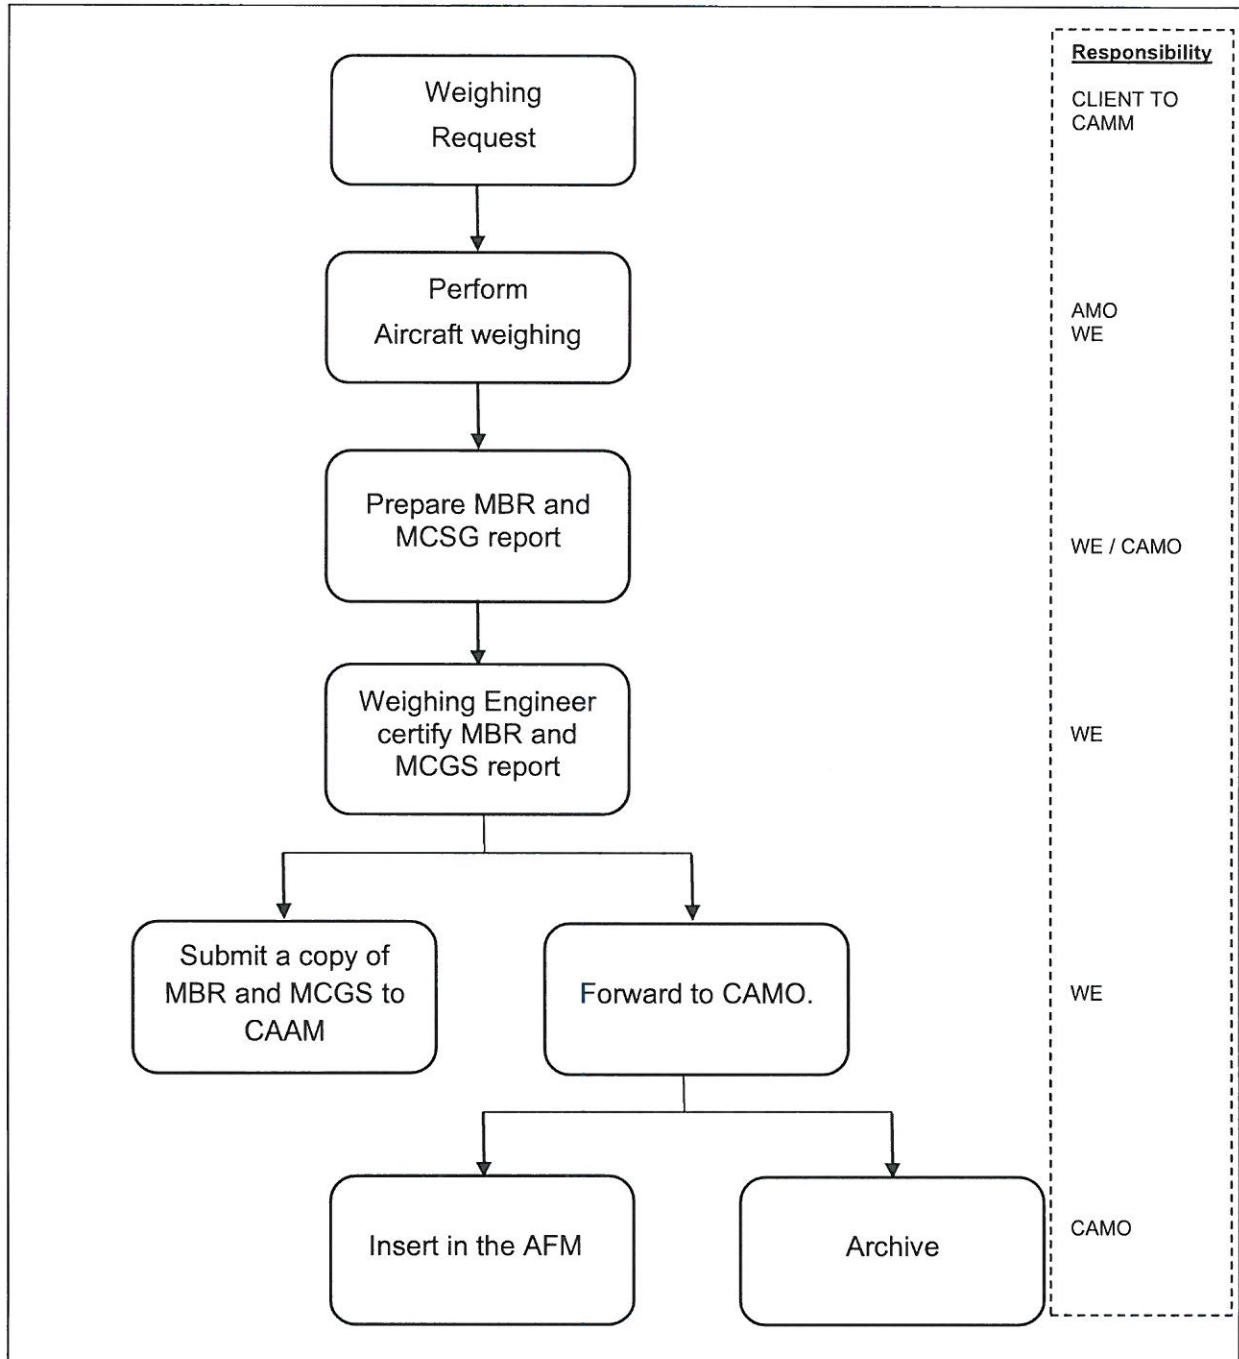 Responsibility
Weighing
Request
CLIENT TO
CAMM
Perform
Aircraft weighing
AMO
WE
Prepare MBR and
MCSG report
WE / CAMO
Weighing Engineer
certify MBR and
MCGS report
WE
Submit a copy of
MBR and MCGS to
CAAM
Forward to CAMO.
WE
Insert in the AFM
Archive
CAMO